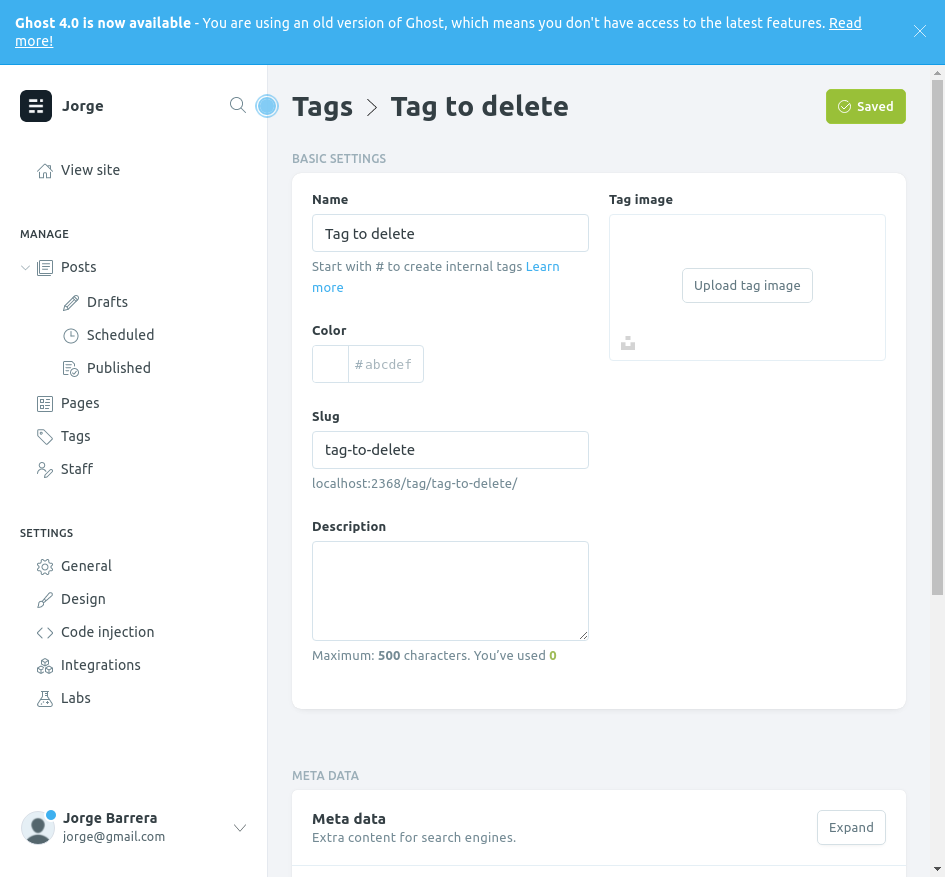 Ghost 4.0 is now available - You are using an old version of Ghost, which means you don't have access to the latest features. Read
more!
Jorge
Tags > Tag to delete
Saved
View site
BASIC SETTINGS
Name
Tag image
Tag to delete
Start with # to create internal tags Learn
more
Upload tag image
MANAGE
Posts
Drafts
Scheduled
Published
Pages
Tags
Staff
Color
#abcdef
Slug
tag-to-delete
localhost:2368/tag/tag-to-delete/
Description
Maximum: 500 characters. You’ve used 0
SETTINGS
General
Design
Code injection
Integrations
Labs
META DATA
Meta data
Extra content for search engines.
Expand
Jorge Barrera
jorge@gmail.com